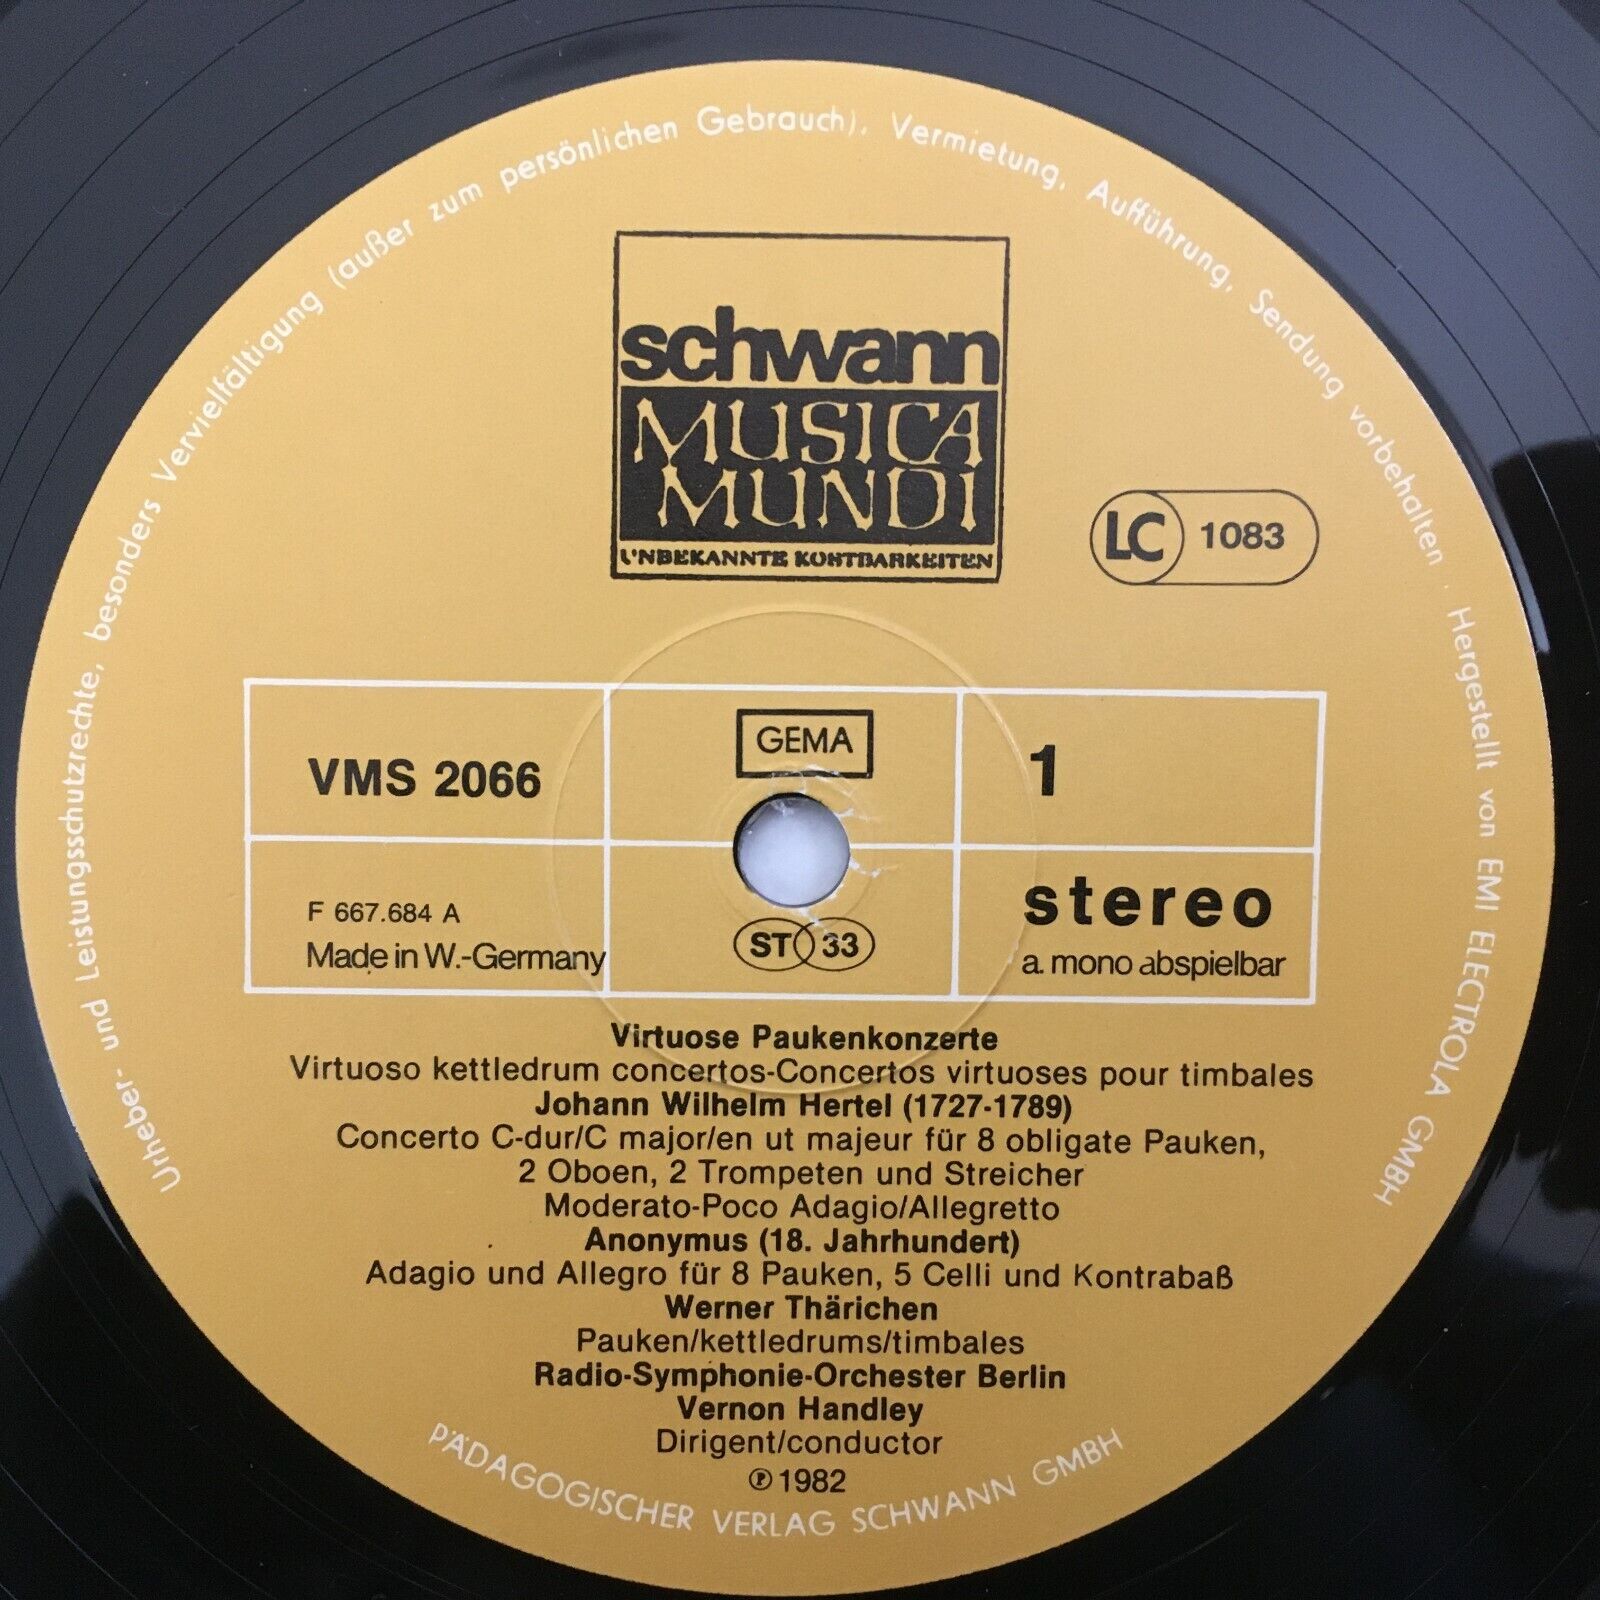 Urheber- und Leistungsschutzrechte, besonders Vervielfältigung (außer zum persönlichen Gebrauch), Vermietung, Aufführung, Sendung vorbehalten. Hergestellt von EMI ELECTROLA GMBH
schwann
MUSICA
MUNDI
UNBEKANNTE KOSTBARKEITEN
LC 1083
VMS 2066
GEMA
1
F 667.684 A
Made in W.-Germany
ST 33
stereo
a. mono abspielbar
Virtuose Paukenkonzerte
Virtuoso kettledrum concertos-Concertos virtuoses pour timbales
Johann Wilhelm Hertel (1727-1789)
Concerto C-dur/C major/en ut majeur für 8 obligate Pauken,
2 Oboen, 2 Trompeten und Streicher
Moderato-Poco Adagio/Allegretto
Anonymus (18. Jahrhundert)
Adagio und Allegro für 8 Pauken, 5 Celli und Kontrabaß
Werner Thärichen
Pauken/kettledrums/timbales
Radio-Symphonie-Orchester Berlin
Vernon Handley
Dirigent/conductor
℗ 1982
PÄDAGOGISCHER VERLAG SCHWANN GMBH